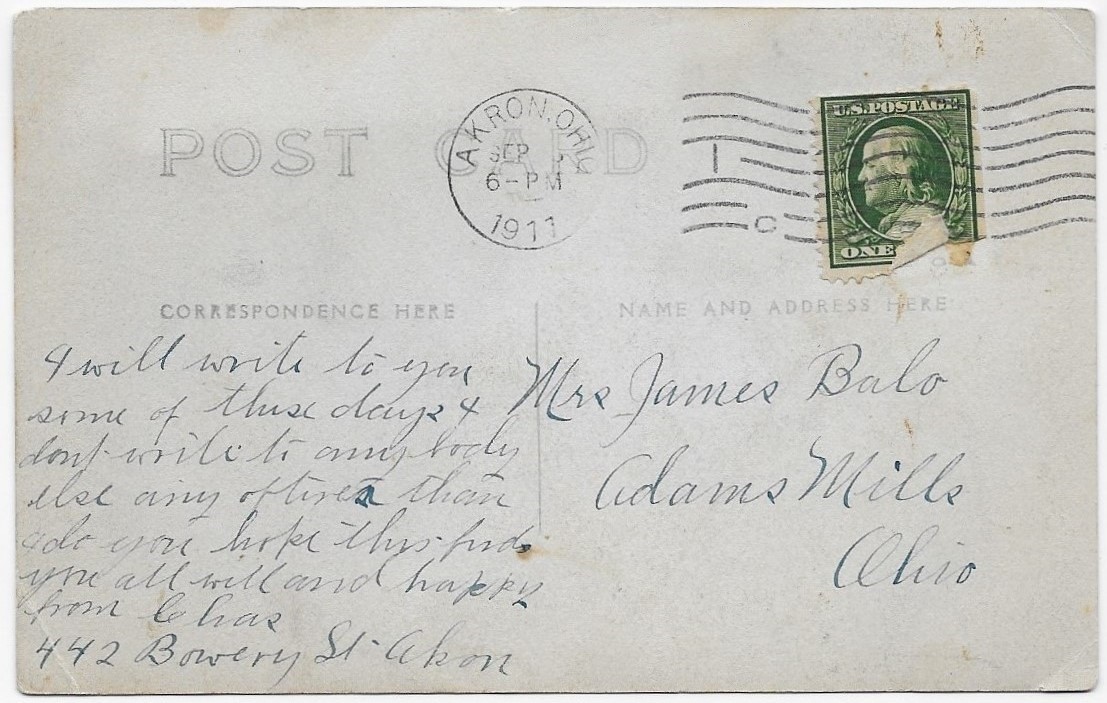 POST CARD
AKRON, OHIO
SEP
6-PM
1911
1
C
U.S. POSTAGE
ONE
CORRESPONDENCE HERE
NAME AND ADDRESS HERE
I will write to you
some of these days I
dont write to any body
else any oftiren than
I do you hope this finds
you all well and happy
from Chas
442 Bowery St Akon
Mrs James Balo
Adams Mills
Ohio